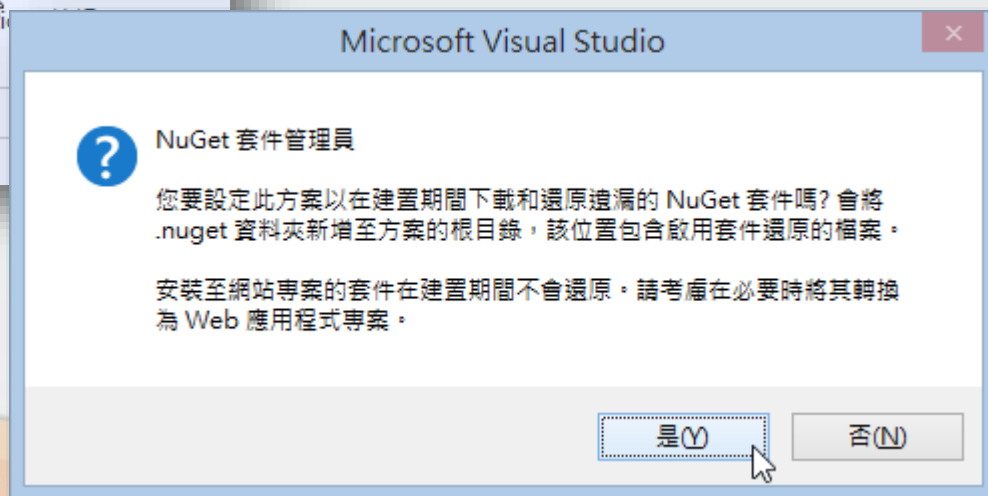 Microsoft Visual Studio
NuGet 套件管理員
您要設定此方案以在建置期間下載和還原遺漏的 NuGet 套件嗎? 會將
.nuget 資料夾新增至方案的根目錄，該位置包含啟用套件還原的檔案。
安裝至網站專案的套件在建置期間不會還原。請考慮在必要時將其轉換
為 Web 應用程式專案。
是(Y)
否(N)